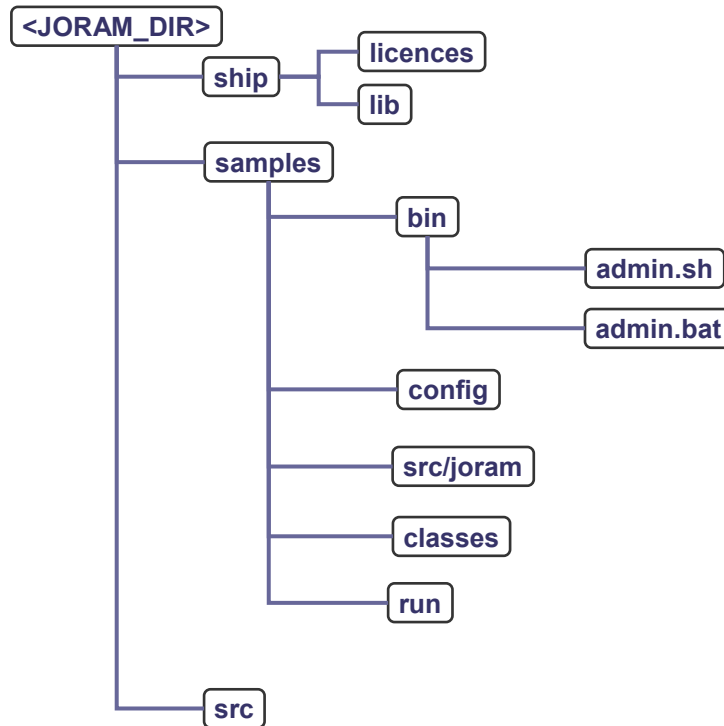 <JORAM_DIR>
ship
licences
lib
samples
bin
admin.sh
admin.bat
config
src/joram
classes
run
src